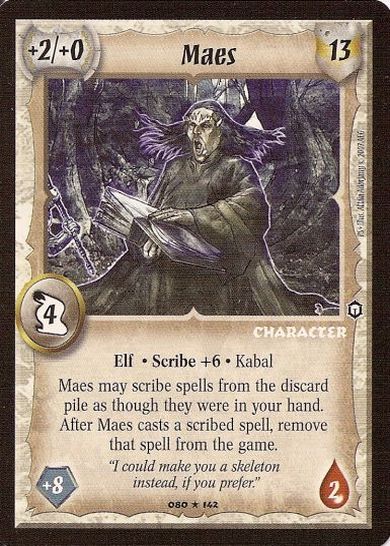 +2/+0
Maes
13
4
CHARACTER
Elf • Scribe +6 • Kabal
Maes may scribe spells from the discard
pile as though they were in your hand.
After Maes casts a scribed spell, remove
that spell from the game.
"I could make you a skeleton
instead, if you prefer."
+8
080 ★ 142
2